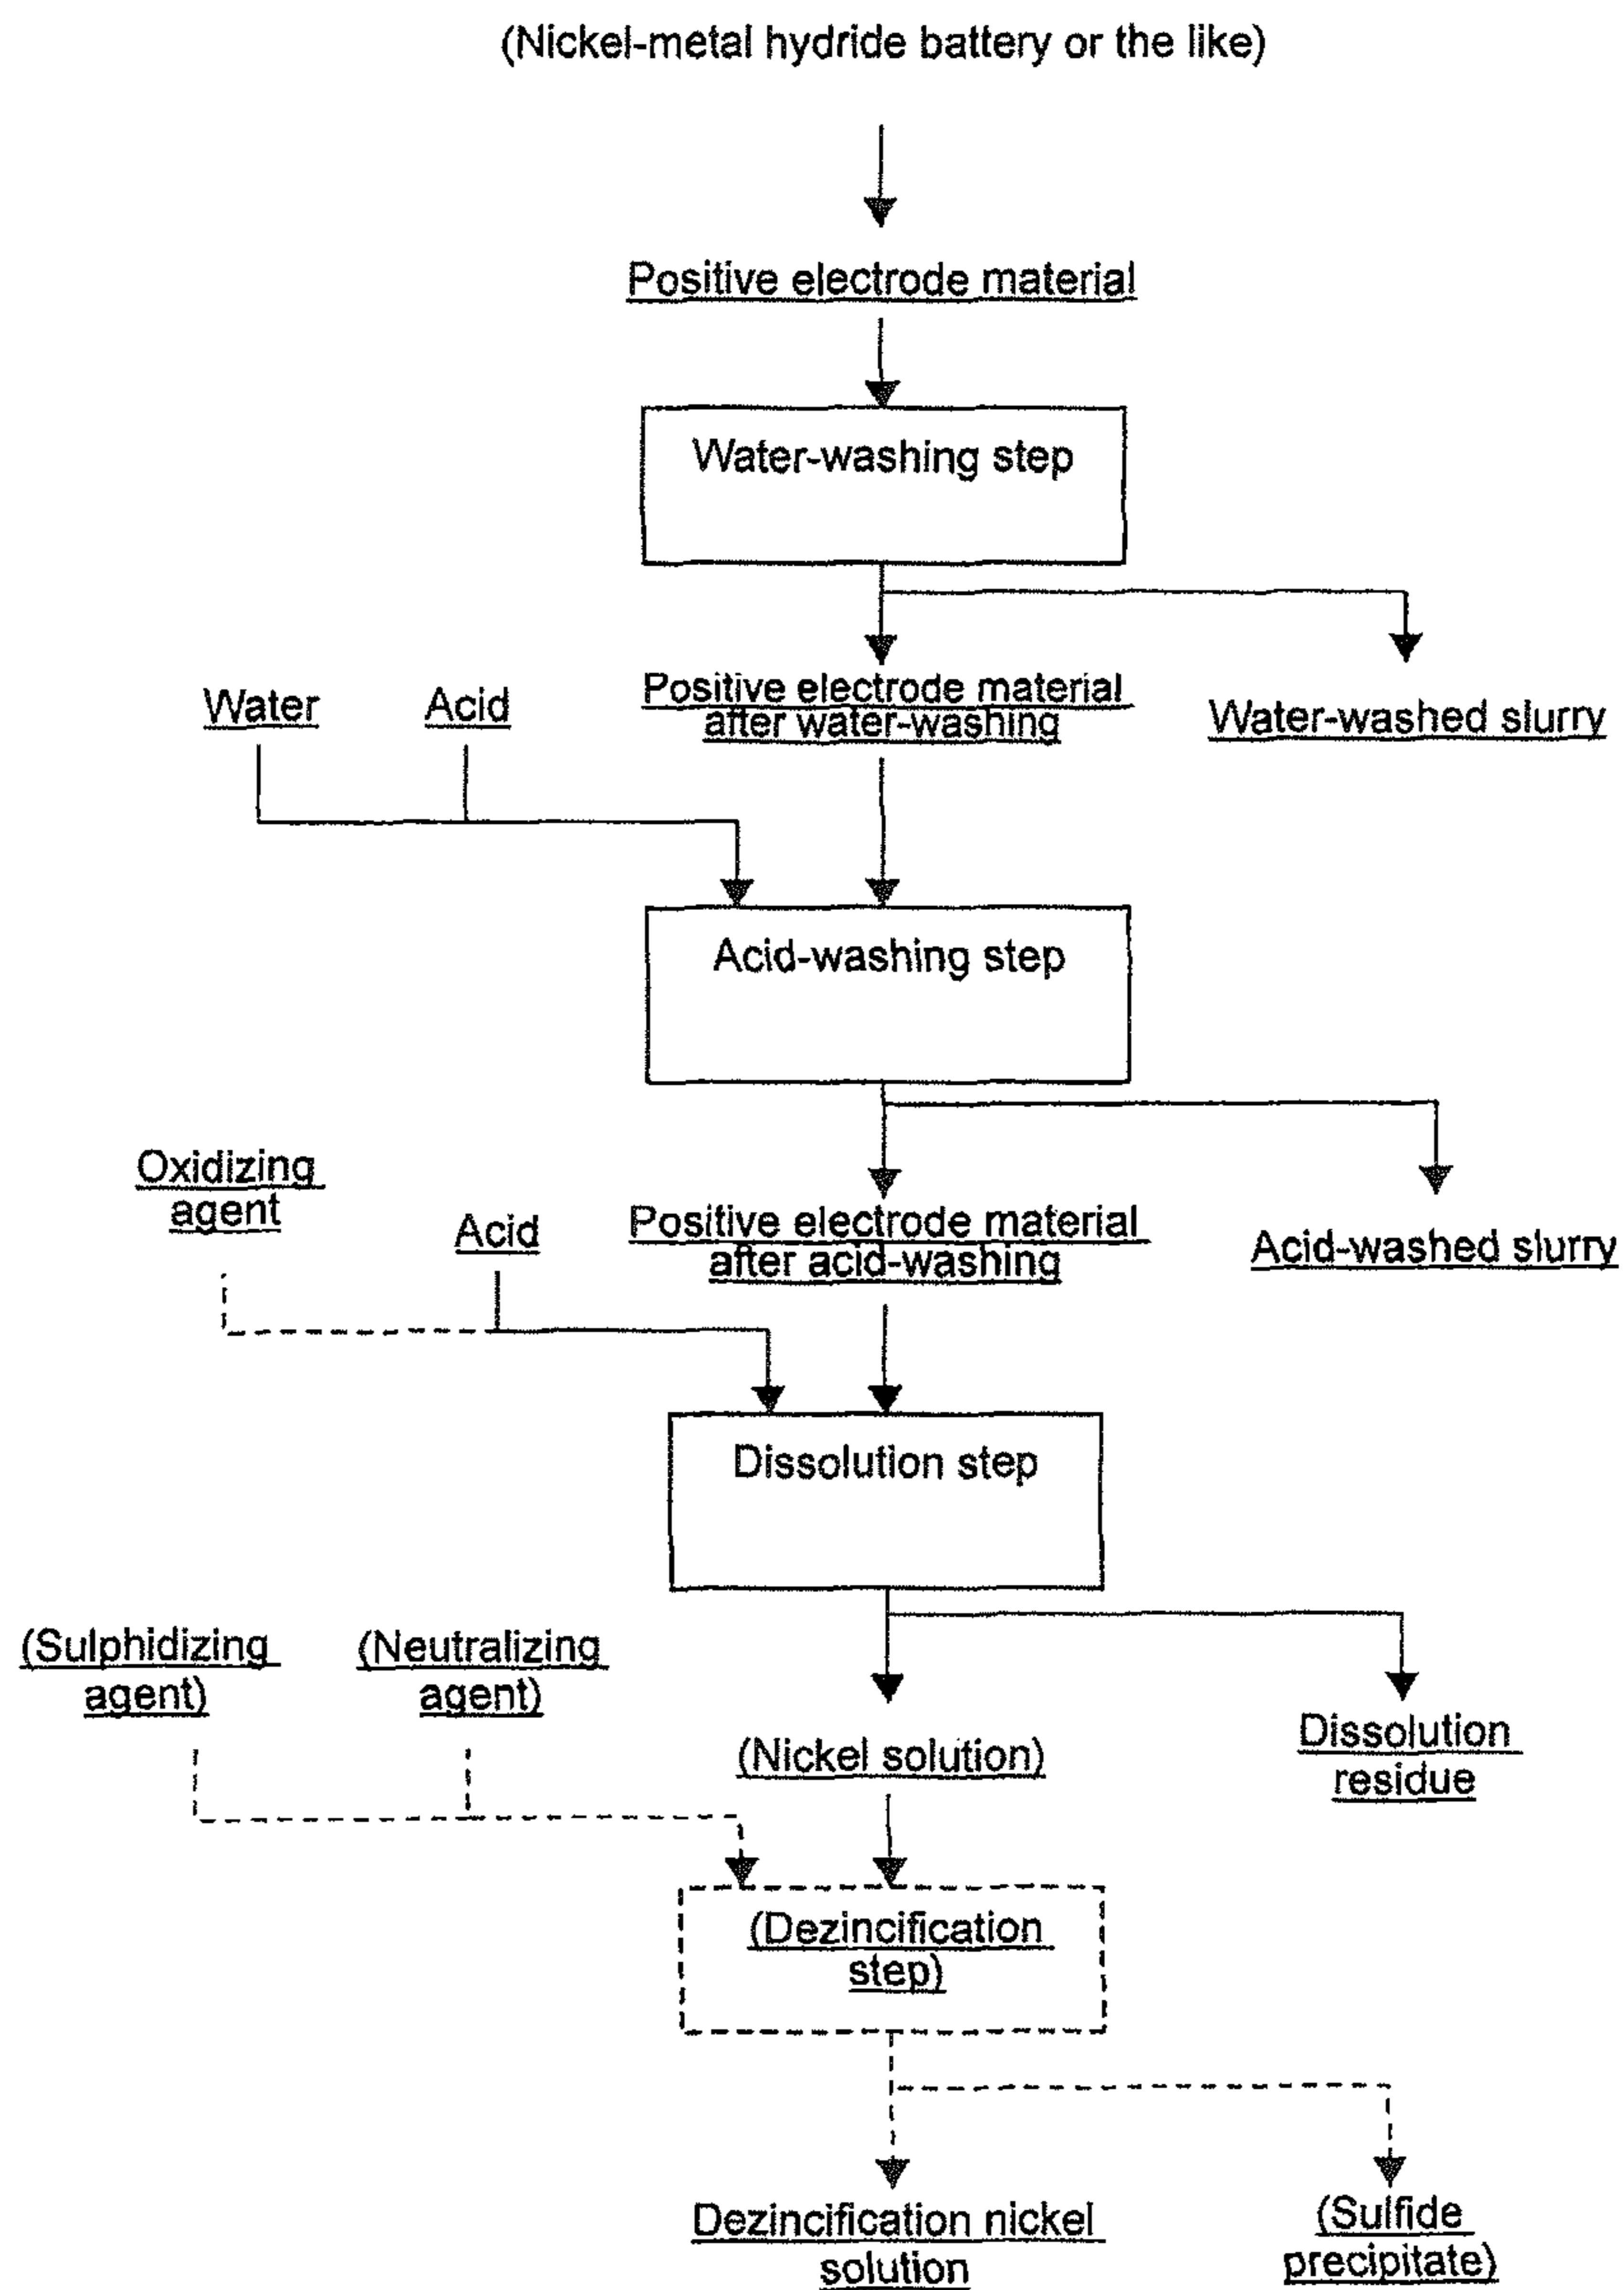 (Nickel-metal hydride battery or the like)
Positive electrode material
Water-washing step
Water
Acid
Positive electrode material
after water-washing
Water-washed slurry
Acid-washing step
Oxidizing
agent
Acid
Positive electrode material
after acid-washing
Acid-washed slurry
Dissolution step
(Sulphidizing
agent)
(Neutralizing
agent)
(Nickel solution)
Dissolution
residue
(Dezincification
step)
Dezincification nickel
solution
(Sulfide
precipitate)